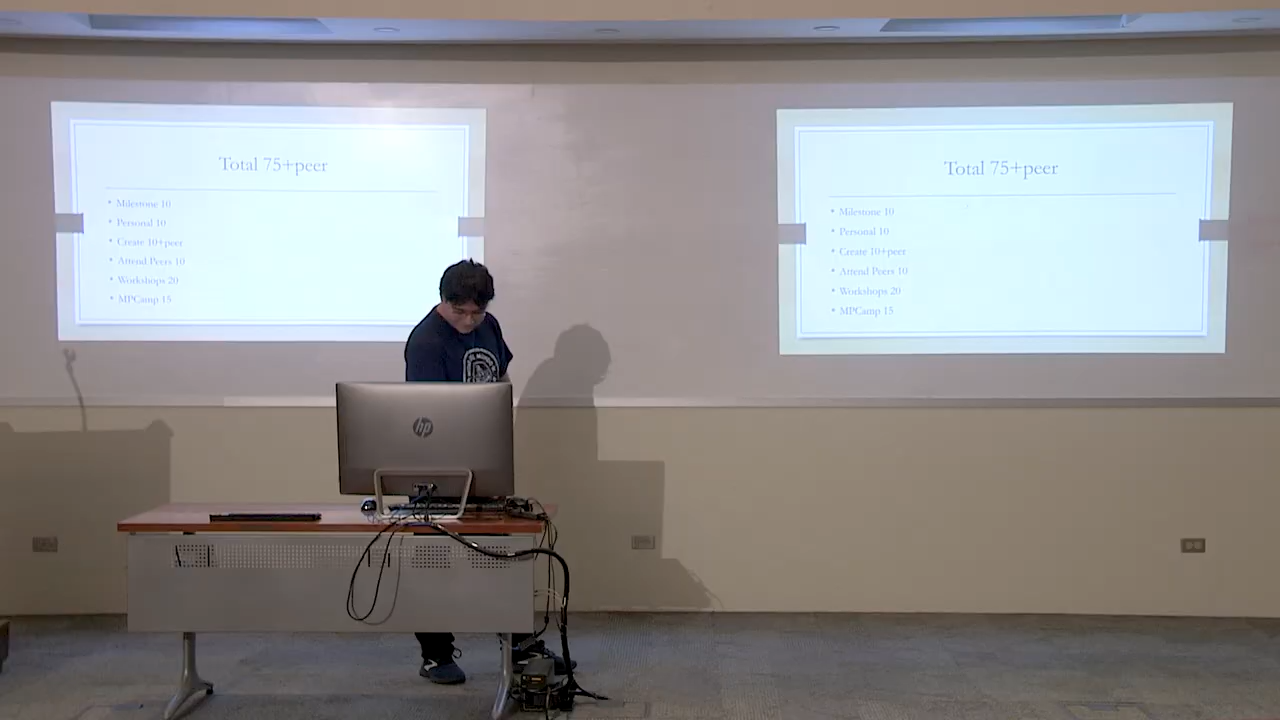 Total 75+peer
• Milestone 10
• Personal 10
• Create 10+peer
• Attend Peers 10
• Workshops 20
• MPCamp 15
Total 75+peer
• Milestone 10
• Personal 10
• Create 10+peer
• Attend Peers 10
• Workshops 20
• MPCamp 15
hp